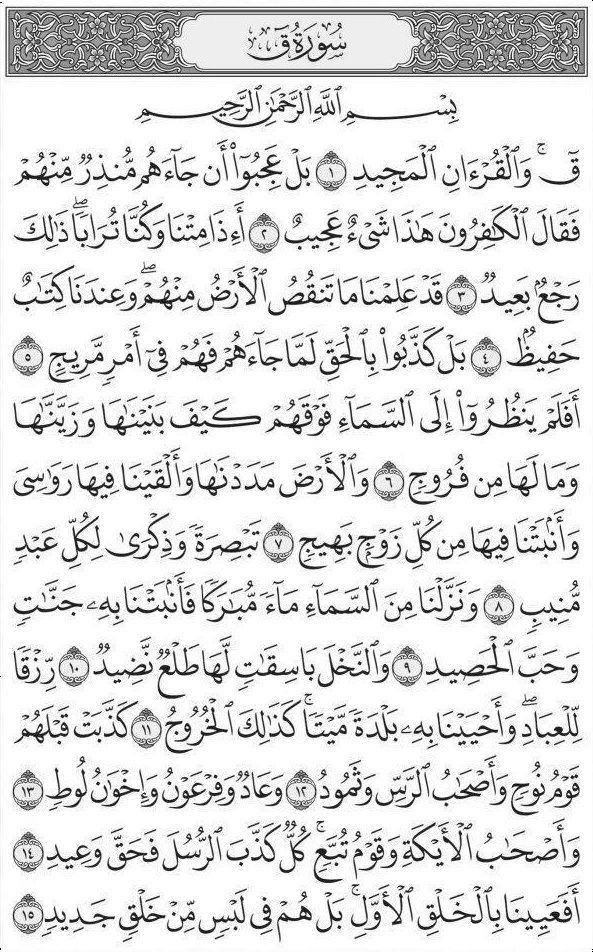 سُورَةُ قٓ
بِسْمِ ٱللَّهِ ٱلرَّحْمَٰنِ ٱلرَّحِيمِ
قٓۚ وَٱلْقُرْءَانِ ٱلْمَجِيدِ ١ بَلْ عَجِبُوٓا۟ أَن جَآءَهُم مُّنذِرٌ مِّنْهُمْ
فَقَالَ ٱلْكَٰفِرُونَ هَٰذَا شَىْءٌ عَجِيبٌ ٢ أَءِذَا مِتْنَا وَكُنَّا تُرَابًاۖ ذَٰلِكَ
رَجْعٌۢ بَعِيدٌ ٣ قَدْ عَلِمْنَا مَا تَنقُصُ ٱلْأَرْضُ مِنْهُمْۖ وَعِندَنَا كِتَٰبٌ
حَفِيظٌۢ ٤ بَلْ كَذَّبُوا۟ بِٱلْحَقِّ لَمَّا جَآءَهُمْ فَهُمْ فِىٓ أَمْرٍ مَّرِيجٍ ٥
أَفَلَمْ يَنظُرُوٓا۟ إِلَى ٱلسَّمَآءِ فَوْقَهُمْ كَيْفَ بَنَيْنَٰهَا وَزَيَّنَّٰهَا
وَمَا لَهَا مِن فُرُوجٍ ٦ وَٱلْأَرْضَ مَدَدْنَٰهَا وَأَلْقَيْنَا فِيهَا رَوَٰسِىَ
وَأَنۢبَتْنَا فِيهَا مِن كُلِّ زَوْجٍۭ بَهِيجٍ ٧ تَبْصِرَةً وَذِكْرَىٰ لِكُلِّ عَبْدٍ
مُّنِيبٍ ٨ وَنَزَّلْنَا مِنَ ٱلسَّمَآءِ مَآءً مُّبَٰرَكًا فَأَنۢبَتْنَا بِهِۦ جَنَّٰتٍ
وَحَبَّ ٱلْحَصِيدِ ٩ وَٱلنَّخْلَ بَاسِقَٰتٍ لَّهَا طَلْعٌ نَّضِيدٌ ١٠ رِّزْقًا
لِّلْعِبَادِۖ وَأَحْيَيْنَا بِهِۦ بَلْدَةً مَّيْتًاۚ كَذَٰلِكَ ٱلْخُرُوجُ ١١ كَذَّبَتْ قَبْلَهُمْ
قَوْمُ نُوحٍ وَأَصْحَٰبُ ٱلرَّسِّ وَثَمُودُ ١٢ وَعَادٌ وَفِرْعَوْنُ وَإِخْوَٰنُ لُوطٍ ١٣
وَأَصْحَٰبُ ٱلْأَيْكَةِ وَقَوْمُ تُبَّعٍۚ كُلٌّ كَذَّبَ ٱلرُّسُلَ فَحَقَّ وَعِيدِ ١٤
أَفَعَيِينَا بِٱلْخَلْقِ ٱلْأَوَّلِۚ بَلْ هُمْ فِى لَبْسٍ مِّنْ خَلْقٍ جَدِيدٍ ١٥